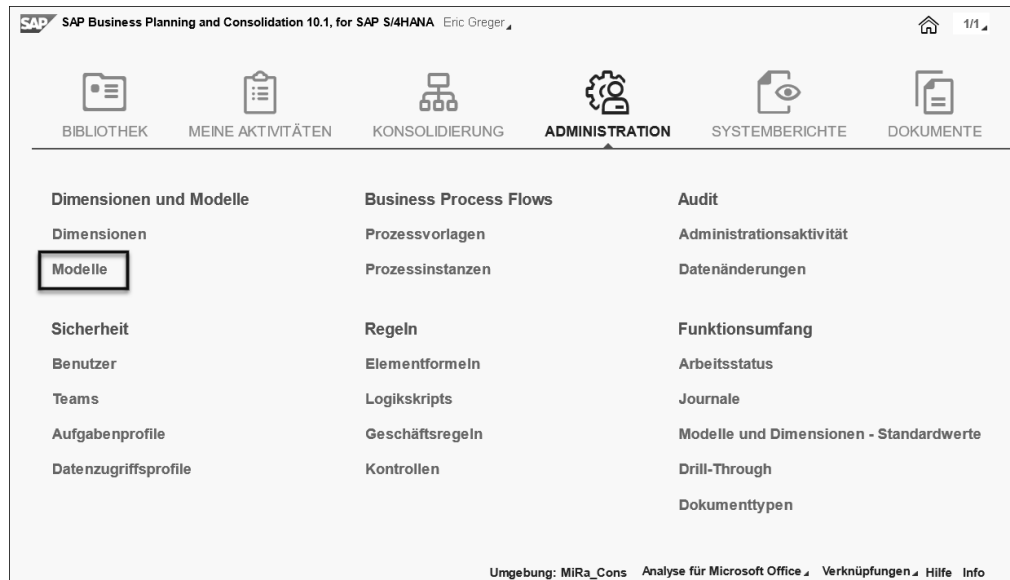 SAP SAP Business Planning and Consolidation 10.1, for SAP S/4HANA Eric Greger 1/1
BIBLIOTHEK MEINE AKTIVITÄTEN KONSOLIDIERUNG ADMINISTRATION SYSTEMBERICHTE DOKUMENTE
Dimensionen und Modelle
Dimensionen
Modelle
Business Process Flows
Prozessvorlagen
Prozessinstanzen
Audit
Administrationsaktivität
Datenänderungen
Sicherheit
Benutzer
Teams
Aufgabenprofile
Datenzugriffsprofile
Regeln
Elementformeln
Logikskripts
Geschäftsregeln
Kontrollen
Funktionsumfang
Arbeitsstatus
Journale
Modelle und Dimensionen - Standardwerte
Drill-Through
Dokumenttypen
Umgebung: MiRa_Cons Analyse für Microsoft Office Verknüpfungen Hilfe Info